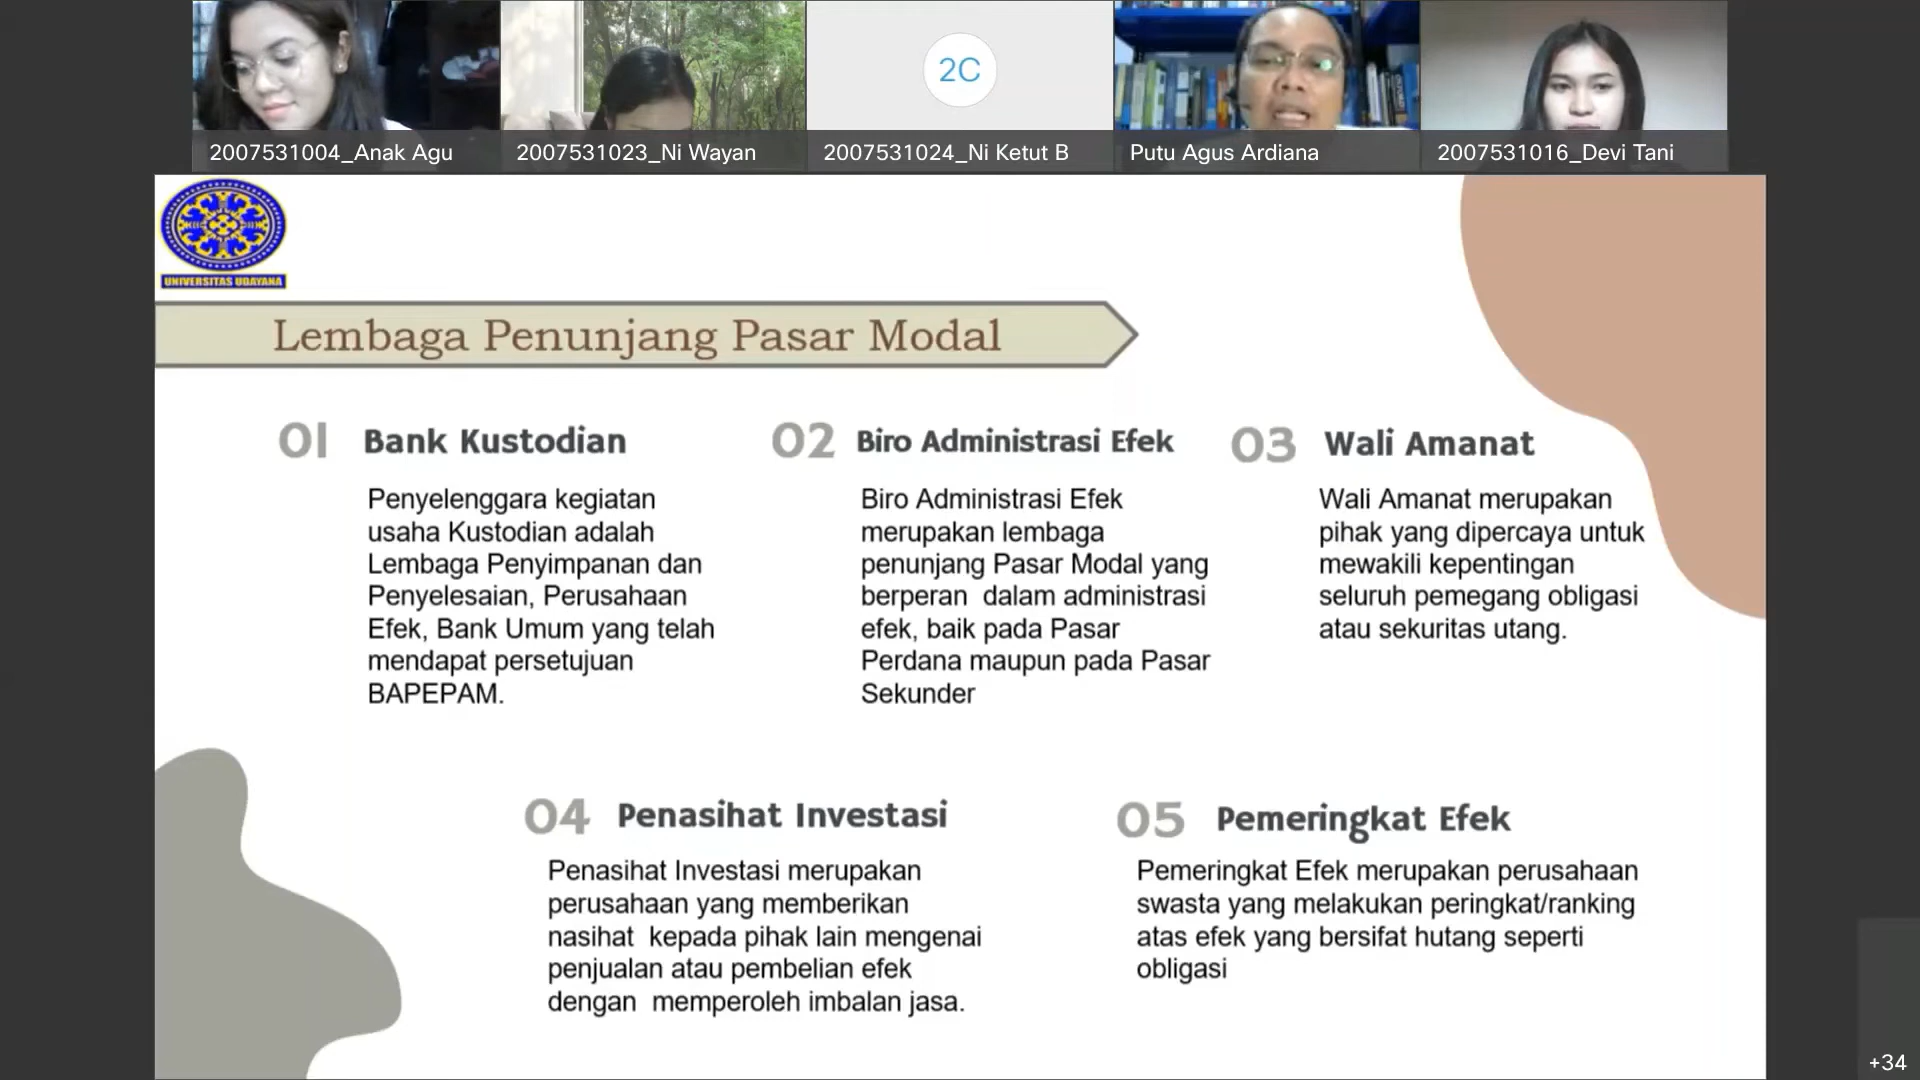 2C
2007531004_Anak Agu
2007531023_Ni Wayan
2007531024_Ni Ketut B
Putu Agus Ardiana
2007531016_Devi Tani
UNIVERSITAS UDAYANA
Lembaga Penunjang Pasar Modal
01 Bank Kustodian
Penyelenggara kegiatan
usaha Kustodian adalah
Lembaga Penyimpanan dan
Penyelesaian, Perusahaan
Efek, Bank Umum yang telah
mendapat persetujuan
BAPEPAM.
02 Biro Administrasi Efek
Biro Administrasi Efek
merupakan lembaga
penunjang Pasar Modal yang
berperan  dalam administrasi
efek, baik pada Pasar
Perdana maupun pada Pasar
Sekunder
03 Wali Amanat
Wali Amanat merupakan
pihak yang dipercaya untuk
mewakili kepentingan
seluruh pemegang obligasi
atau sekuritas utang.
04 Penasihat Investasi
Penasihat Investasi merupakan
perusahaan yang memberikan
nasihat  kepada pihak lain mengenai
penjualan atau pembelian efek
dengan  memperoleh imbalan jasa.
05 Pemeringkat Efek
Pemeringkat Efek merupakan perusahaan
swasta yang melakukan peringkat/ranking
atas efek yang bersifat hutang seperti
obligasi
+34